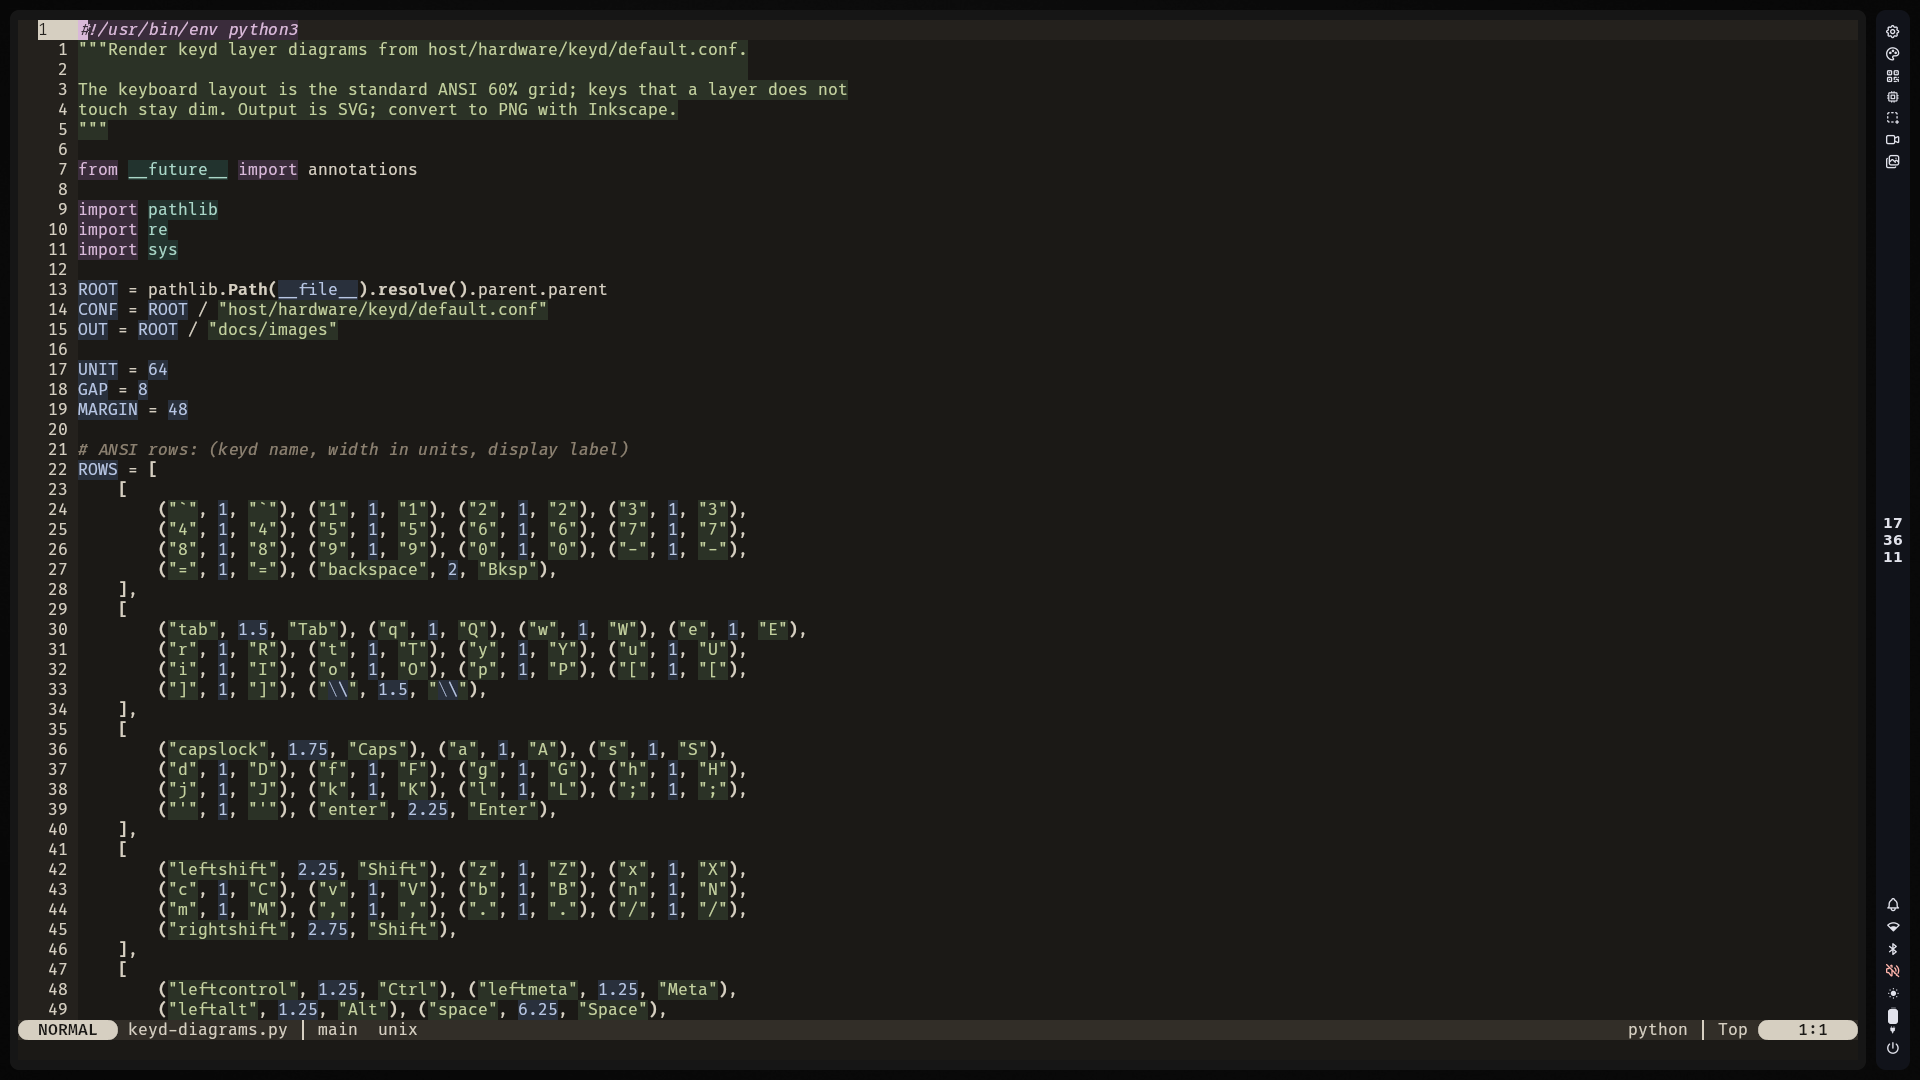 1 #!/usr/bin/env python3
1 """Render keyd layer diagrams from host/hardware/keyd/default.conf.
2
3 The keyboard layout is the standard ANSI 60% grid; keys that a layer does not
4 touch stay dim. Output is SVG; convert to PNG with Inkscape.
5 """
6
7 from __future__ import annotations
8
9 import pathlib
10 import re
11 import sys
12
13 ROOT = pathlib.Path(__file__).resolve().parent.parent
14 CONF = ROOT / "host/hardware/keyd/default.conf"
15 OUT = ROOT / "docs/images"
16
17 UNIT = 64
18 GAP = 8
19 MARGIN = 48
20
21 # ANSI rows: (keyd name, width in units, display label)
22 ROWS = [
23     [
24         ("`", 1, "`"), ("1", 1, "1"), ("2", 1, "2"), ("3", 1, "3"),
25         ("4", 1, "4"), ("5", 1, "5"), ("6", 1, "6"), ("7", 1, "7"),
26         ("8", 1, "8"), ("9", 1, "9"), ("0", 1, "0"), ("-", 1, "-"),
27         ("=", 1, "="), ("backspace", 2, "Bksp"),
28     ],
29     [
30         ("tab", 1.5, "Tab"), ("q", 1, "Q"), ("w", 1, "W"), ("e", 1, "E"),
31         ("r", 1, "R"), ("t", 1, "T"), ("y", 1, "Y"), ("u", 1, "U"),
32         ("i", 1, "I"), ("o", 1, "O"), ("p", 1, "P"), ("[", 1, "["),
33         ("]", 1, "]"), ("\\", 1.5, "\\"),
34     ],
35     [
36         ("capslock", 1.75, "Caps"), ("a", 1, "A"), ("s", 1, "S"),
37         ("d", 1, "D"), ("f", 1, "F"), ("g", 1, "G"), ("h", 1, "H"),
38         ("j", 1, "J"), ("k", 1, "K"), ("l", 1, "L"), (";", 1, ";"),
39         ("'", 1, "'"), ("enter", 2.25, "Enter"),
40     ],
41     [
42         ("leftshift", 2.25, "Shift"), ("z", 1, "Z"), ("x", 1, "X"),
43         ("c", 1, "C"), ("v", 1, "V"), ("b", 1, "B"), ("n", 1, "N"),
44         ("m", 1, "M"), (",", 1, ","), (".", 1, "."), ("/", 1, "/"),
45         ("rightshift", 2.75, "Shift"),
46     ],
47     [
48         ("leftcontrol", 1.25, "Ctrl"), ("leftmeta", 1.25, "Meta"),
49         ("leftalt", 1.25, "Alt"), ("space", 6.25, "Space"),
NORMAL keyd-diagrams.py | main unix python | Top 1:1
17
36
11